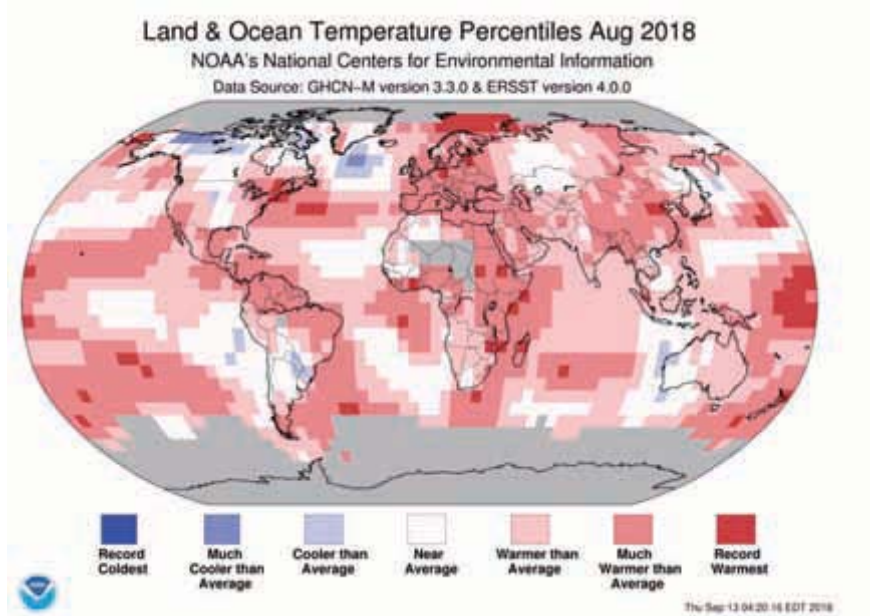 Land & Ocean Temperature Percentiles Aug 2018
NOAA's National Centers for Environmental Information
Data Source: GHCN–M version 3.3.0 & ERSST version 4.0.0
Record Coldest
Much Cooler than Average
Cooler than Average
Near Average
Warmer than Average
Much Warmer than Average
Record Warmest
Thu Sep 13 04:20:16 EDT 2018